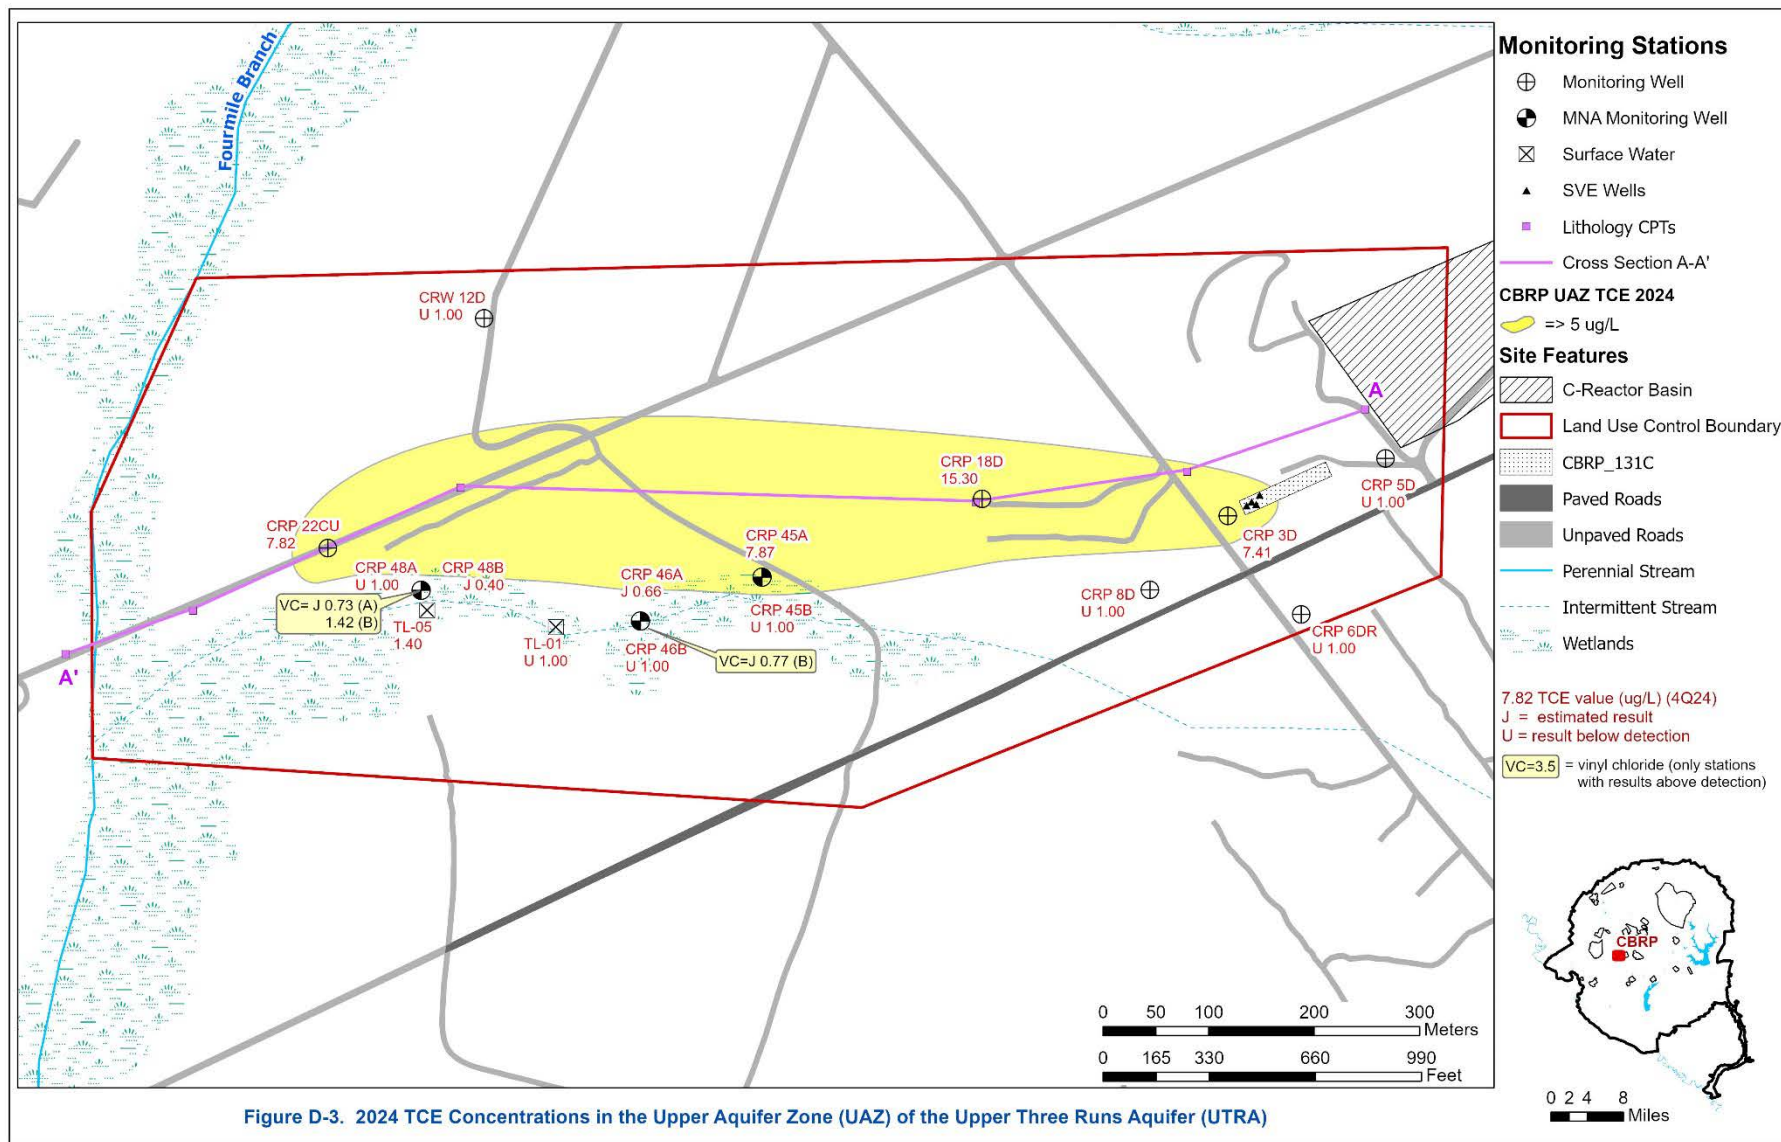 Fourmile Branch
CRW 12D
U 1.00
A
CRP 18D
15.30
CRP 5D
U 1.00
CRP 22CU
7.82
CRP 45A
7.87
CRP 3D
7.41
CRP 48A
U 1.00
CRP 48B
J 0.40
CRP 46A
J 0.66
VC= J 0.73 (A)
1.42 (B)
TL-05
1.40
TL-01
U 1.00
CRP 46B
U 1.00
VC=J 0.77 (B)
CRP 45B
U 1.00
CRP 8D
U 1.00
CRP 6DR
U 1.00
A'
0 50 100 200 300
Meters
0 165 330 660 990
Feet
Monitoring Stations
Monitoring Well
MNA Monitoring Well
Surface Water
SVE Wells
Lithology CPTs
Cross Section A-A'
CBRP UAZ TCE 2024
=> 5 ug/L
Site Features
C-Reactor Basin
Land Use Control Boundary
CBRP_131C
Paved Roads
Unpaved Roads
Perennial Stream
Intermittent Stream
Wetlands
7.82 TCE value (ug/L) (4Q24)
J = estimated result
U = result below detection
VC=3.5 = vinyl chloride (only stations
with results above detection)
CBRP
0 2 4 8
Miles
Figure D-3. 2024 TCE Concentrations in the Upper Aquifer Zone (UAZ) of the Upper Three Runs Aquifer (UTRA)